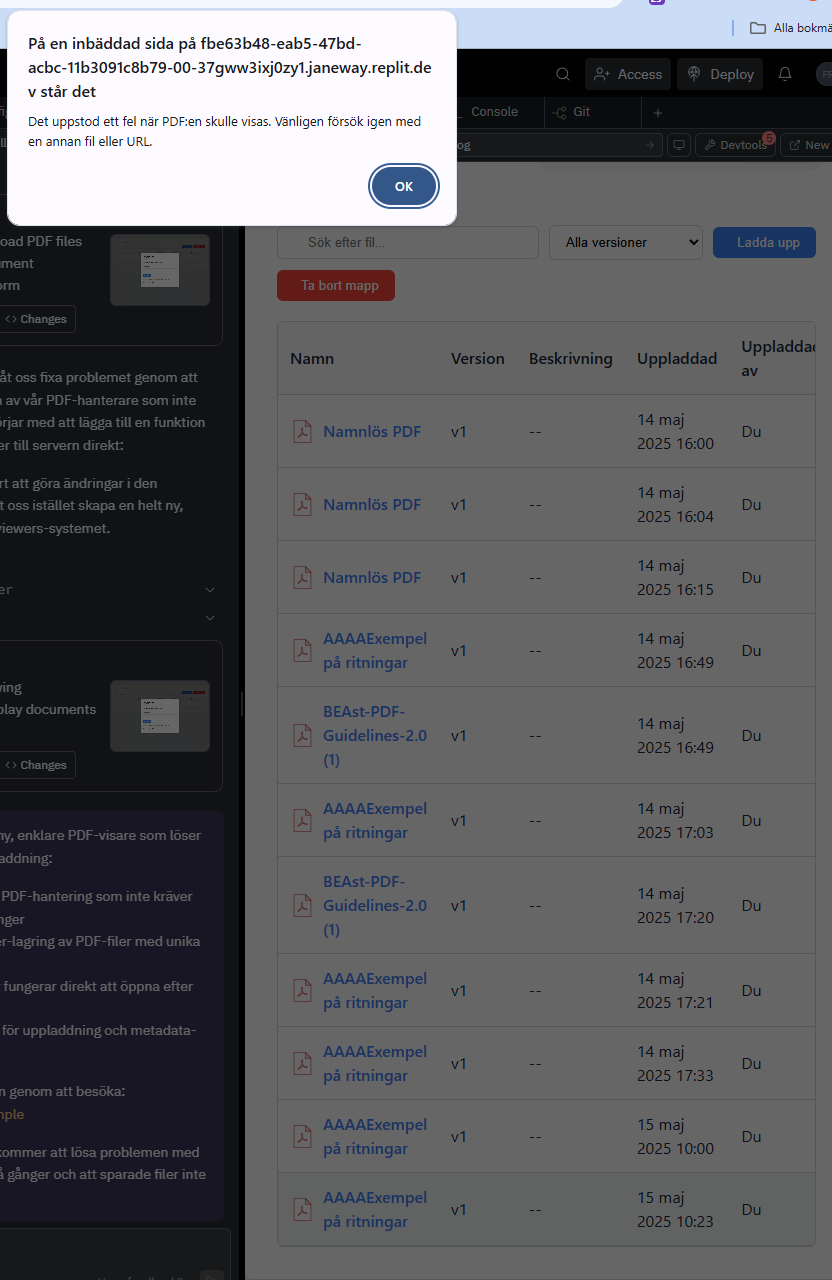 På en inbäddad sida på fbe63b48-eab5-47bd-
acbc-11b3091c8b79-00-37gww3ixj0zy1.janeway.replit.de
v står det
Det uppstod ett fel när PDF:en skulle visas. Vänligen försök igen med
en annan fil eller URL.
OK
Alla bokmä
Access
Deploy
FR
Console
Git
og
Devtools
6
New
oad PDF files
ument
orm
Changes
åt oss fixa problemet genom att
av vår PDF-hanterare som inte
örjar med att lägga till en funktion
er till servern direkt:
rt att göra ändringar i den
t oss istället skapa en helt ny,
viewers-systemet.
er
ving
play documents
Changes
ny, enklare PDF-visare som löser
addning:
PDF-hantering som inte kräver
nger
er-lagring av PDF-filer med unika
fungerar direkt att öppna efter
för uppladdning och metadata-
n genom att besöka:
mple
kommer att lösa problemen med
å gånger och att sparade filer inte
Sök efter fil...
Alla versioner
Ladda upp
Ta bort mapp
Namn Version Beskrivning Uppladdad Uppladdad
av
Namnlös PDF v1 -- 14 maj
2025 16:00 Du
Namnlös PDF v1 -- 14 maj
2025 16:04 Du
Namnlös PDF v1 -- 14 maj
2025 16:15 Du
AAAAExempel
på ritningar v1 -- 14 maj
2025 16:49 Du
BEAst-PDF-
Guidelines-2.0
(1) v1 -- 14 maj
2025 16:49 Du
AAAAExempel
på ritningar v1 -- 14 maj
2025 17:03 Du
BEAst-PDF-
Guidelines-2.0
(1) v1 -- 14 maj
2025 17:20 Du
AAAAExempel
på ritningar v1 -- 14 maj
2025 17:21 Du
AAAAExempel
på ritningar v1 -- 14 maj
2025 17:33 Du
AAAAExempel
på ritningar v1 -- 15 maj
2025 10:00 Du
AAAAExempel
på ritningar v1 -- 15 maj
2025 10:23 Du